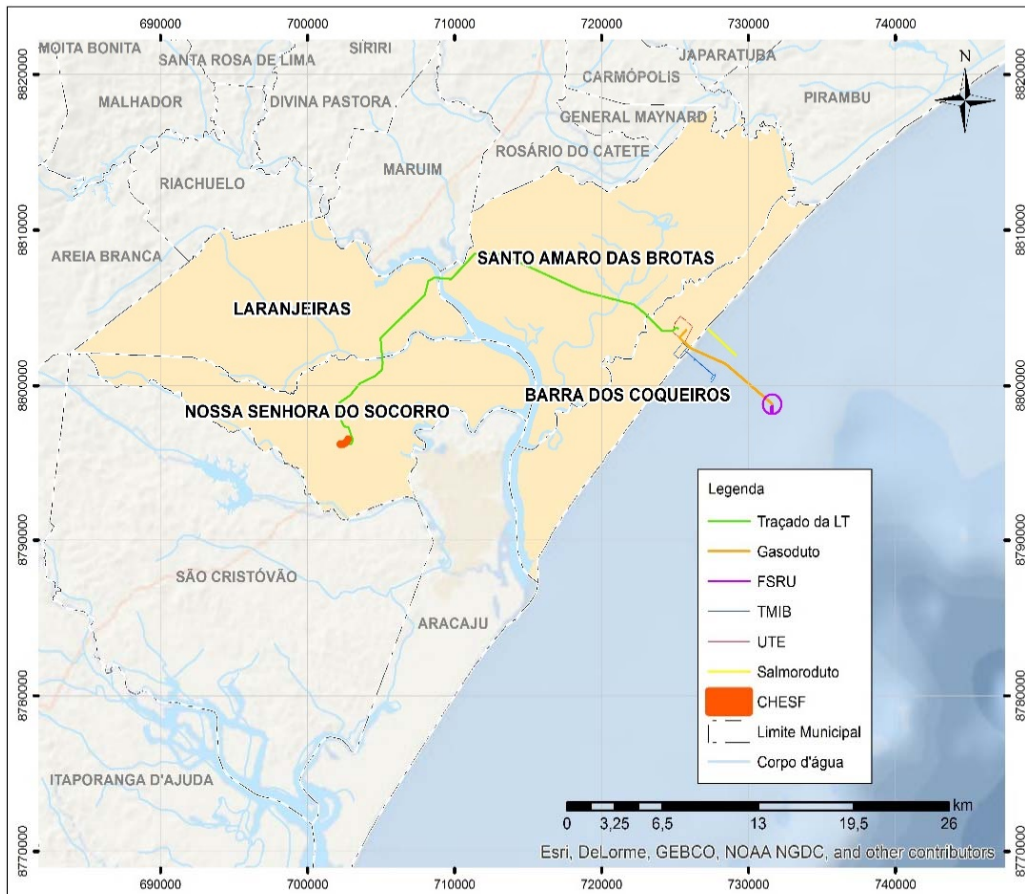 690000 700000 710000 720000 730000 740000
MOITA BONITA
SIRIRI
JAPARATUBA
SANTA ROSA DE LIMA
CARMÓPOLIS
N
8820000
8820000
MALHADOR
DIVINA PASTORA
PIRAMBU
GENERAL MAYNARD
ROSÁRIO DO CATETE
MARUIM
RIACHUELO
8810000
8810000
AREIA BRANCA
SANTO AMARO DAS BROTAS
LARANJEIRAS
8800000
8800000
BARRA DOS COQUEIROS
NOSSA SENHORA DO SOCORRO
Legenda
Traçado da LT
Gasoduto
FSRU
TMIB
UTE
Salmoroduto
CHESF
Limite Municipal
Corpo d'água
8790000
8790000
SÃO CRISTÓVÃO
ARACAJU
8780000
8780000
ITAPORANGA D'AJUDA
km
0 3,25 6,5 13 19,5 26
Esri, DeLorme, GEBCO, NOAA NGDC, and other contributors
8770000
8770000
690000 700000 710000 720000 730000 740000